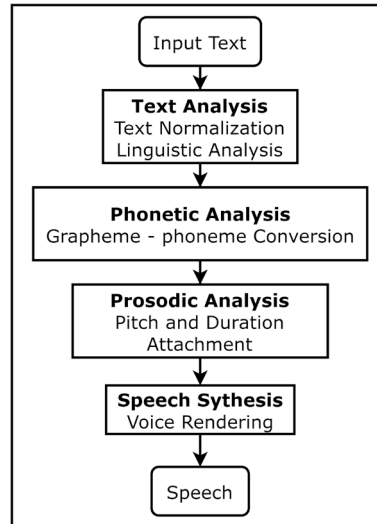 Input Text
Text Analysis
Text Normalization
Linguistic Analysis
Phonetic Analysis
Grapheme - phoneme Conversion
Prosodic Analysis
Pitch and Duration
Attachment
Speech Sythesis
Voice Rendering
Speech